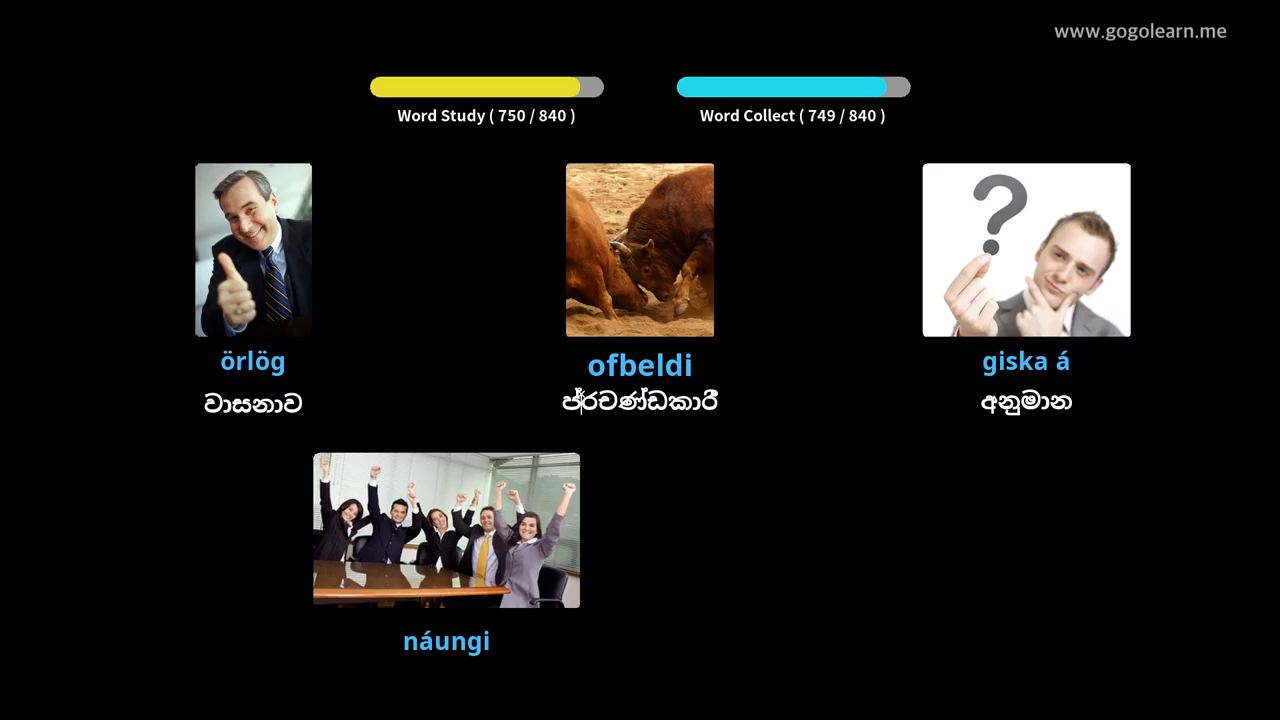 www.gogolearn.me
Word Study ( 750 / 840 )
Word Collect ( 749 / 840 )
örlög
ofbeldi
giska á
වාසනාව
ප්‍රචණ්ඩකාරී
අනුමාන
náungi